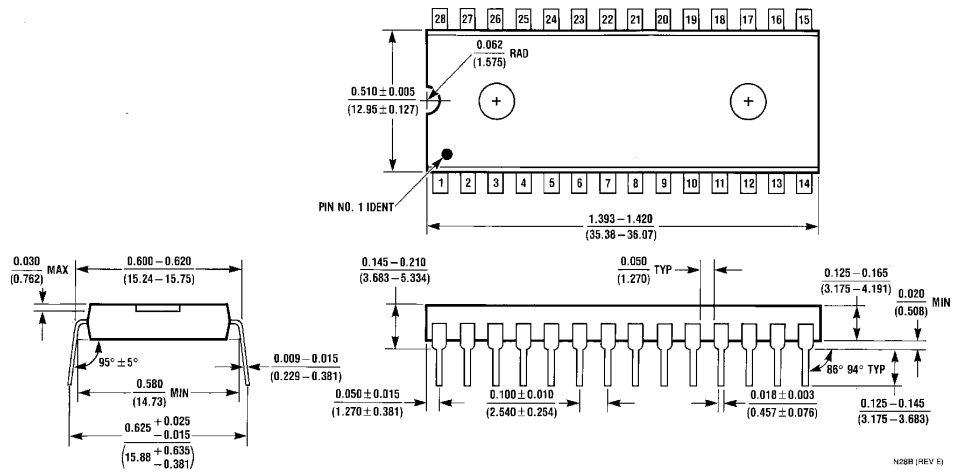 28 27 26 25 24 23 22 21 20 19 18 17 16 15
0.062
(1.575)
RAD
0.510 ± 0.005
(12.95 ± 0.127)
PIN NO. 1 IDENT
1 2 3 4 5 6 7 8 9 10 11 12 13 14
1.393 – 1.420
(35.38 – 36.07)
0.030
(0.762)
MAX
0.600 – 0.620
(15.24 – 15.75)
95° ± 5°
0.009 – 0.015
(0.229 – 0.381)
0.580
(14.73)
MIN
0.625 + 0.025
– 0.015
(15.88 + 0.635
– 0.381)
0.145 – 0.210
(3.683 – 5.334)
0.050
(1.270)
TYP
0.125 – 0.165
(3.175 – 4.191)
0.020
(0.508)
MIN
86° 94° TYP
0.050 ± 0.015
(1.270 ± 0.381)
0.100 ± 0.010
(2.540 ± 0.254)
0.018 ± 0.003
(0.457 ± 0.076)
0.125 – 0.145
(3.175 – 3.683)
N28B (REV E)